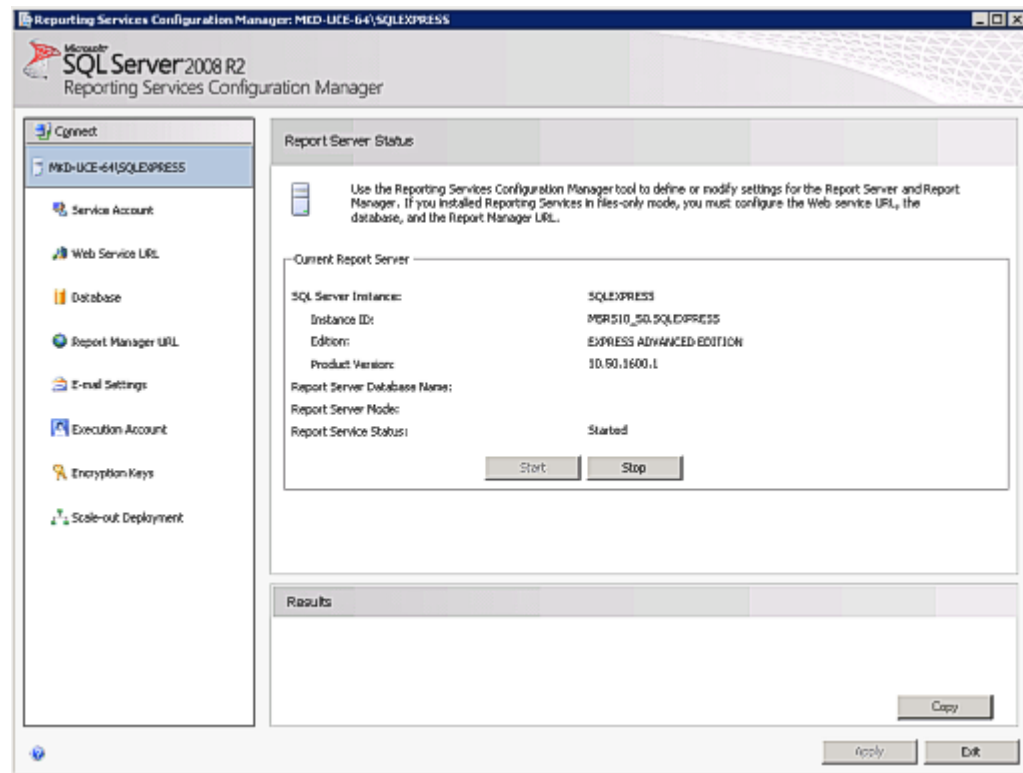 Reporting Services Configuration Manager: MKD-UCE-64\SQLEXPRESS
Microsoft
SQL Server 2008 R2
Reporting Services Configuration Manager
Connect
MKD-UCE-64\SQLEXPRESS
Service Account
Web Service URL
Database
Report Manager URL
E-mail Settings
Execution Account
Encryption Keys
Scale-out Deployment
Report Server Status
Use the Reporting Services Configuration Manager tool to define or modify settings for the Report Server and Report
Manager. If you installed Reporting Services in files-only mode, you must configure the Web service URL, the
database, and the Report Manager URL.
Current Report Server
SQL Server Instance: SQLEXPRESS
Instance ID: MSRS10_50.SQLEXPRESS
Edition: EXPRESS ADVANCED EDITION
Product Version: 10.50.1600.1
Report Server Database Name:
Report Server Mode:
Report Service Status: Started
Start Stop
Results
Copy
Apply Exit